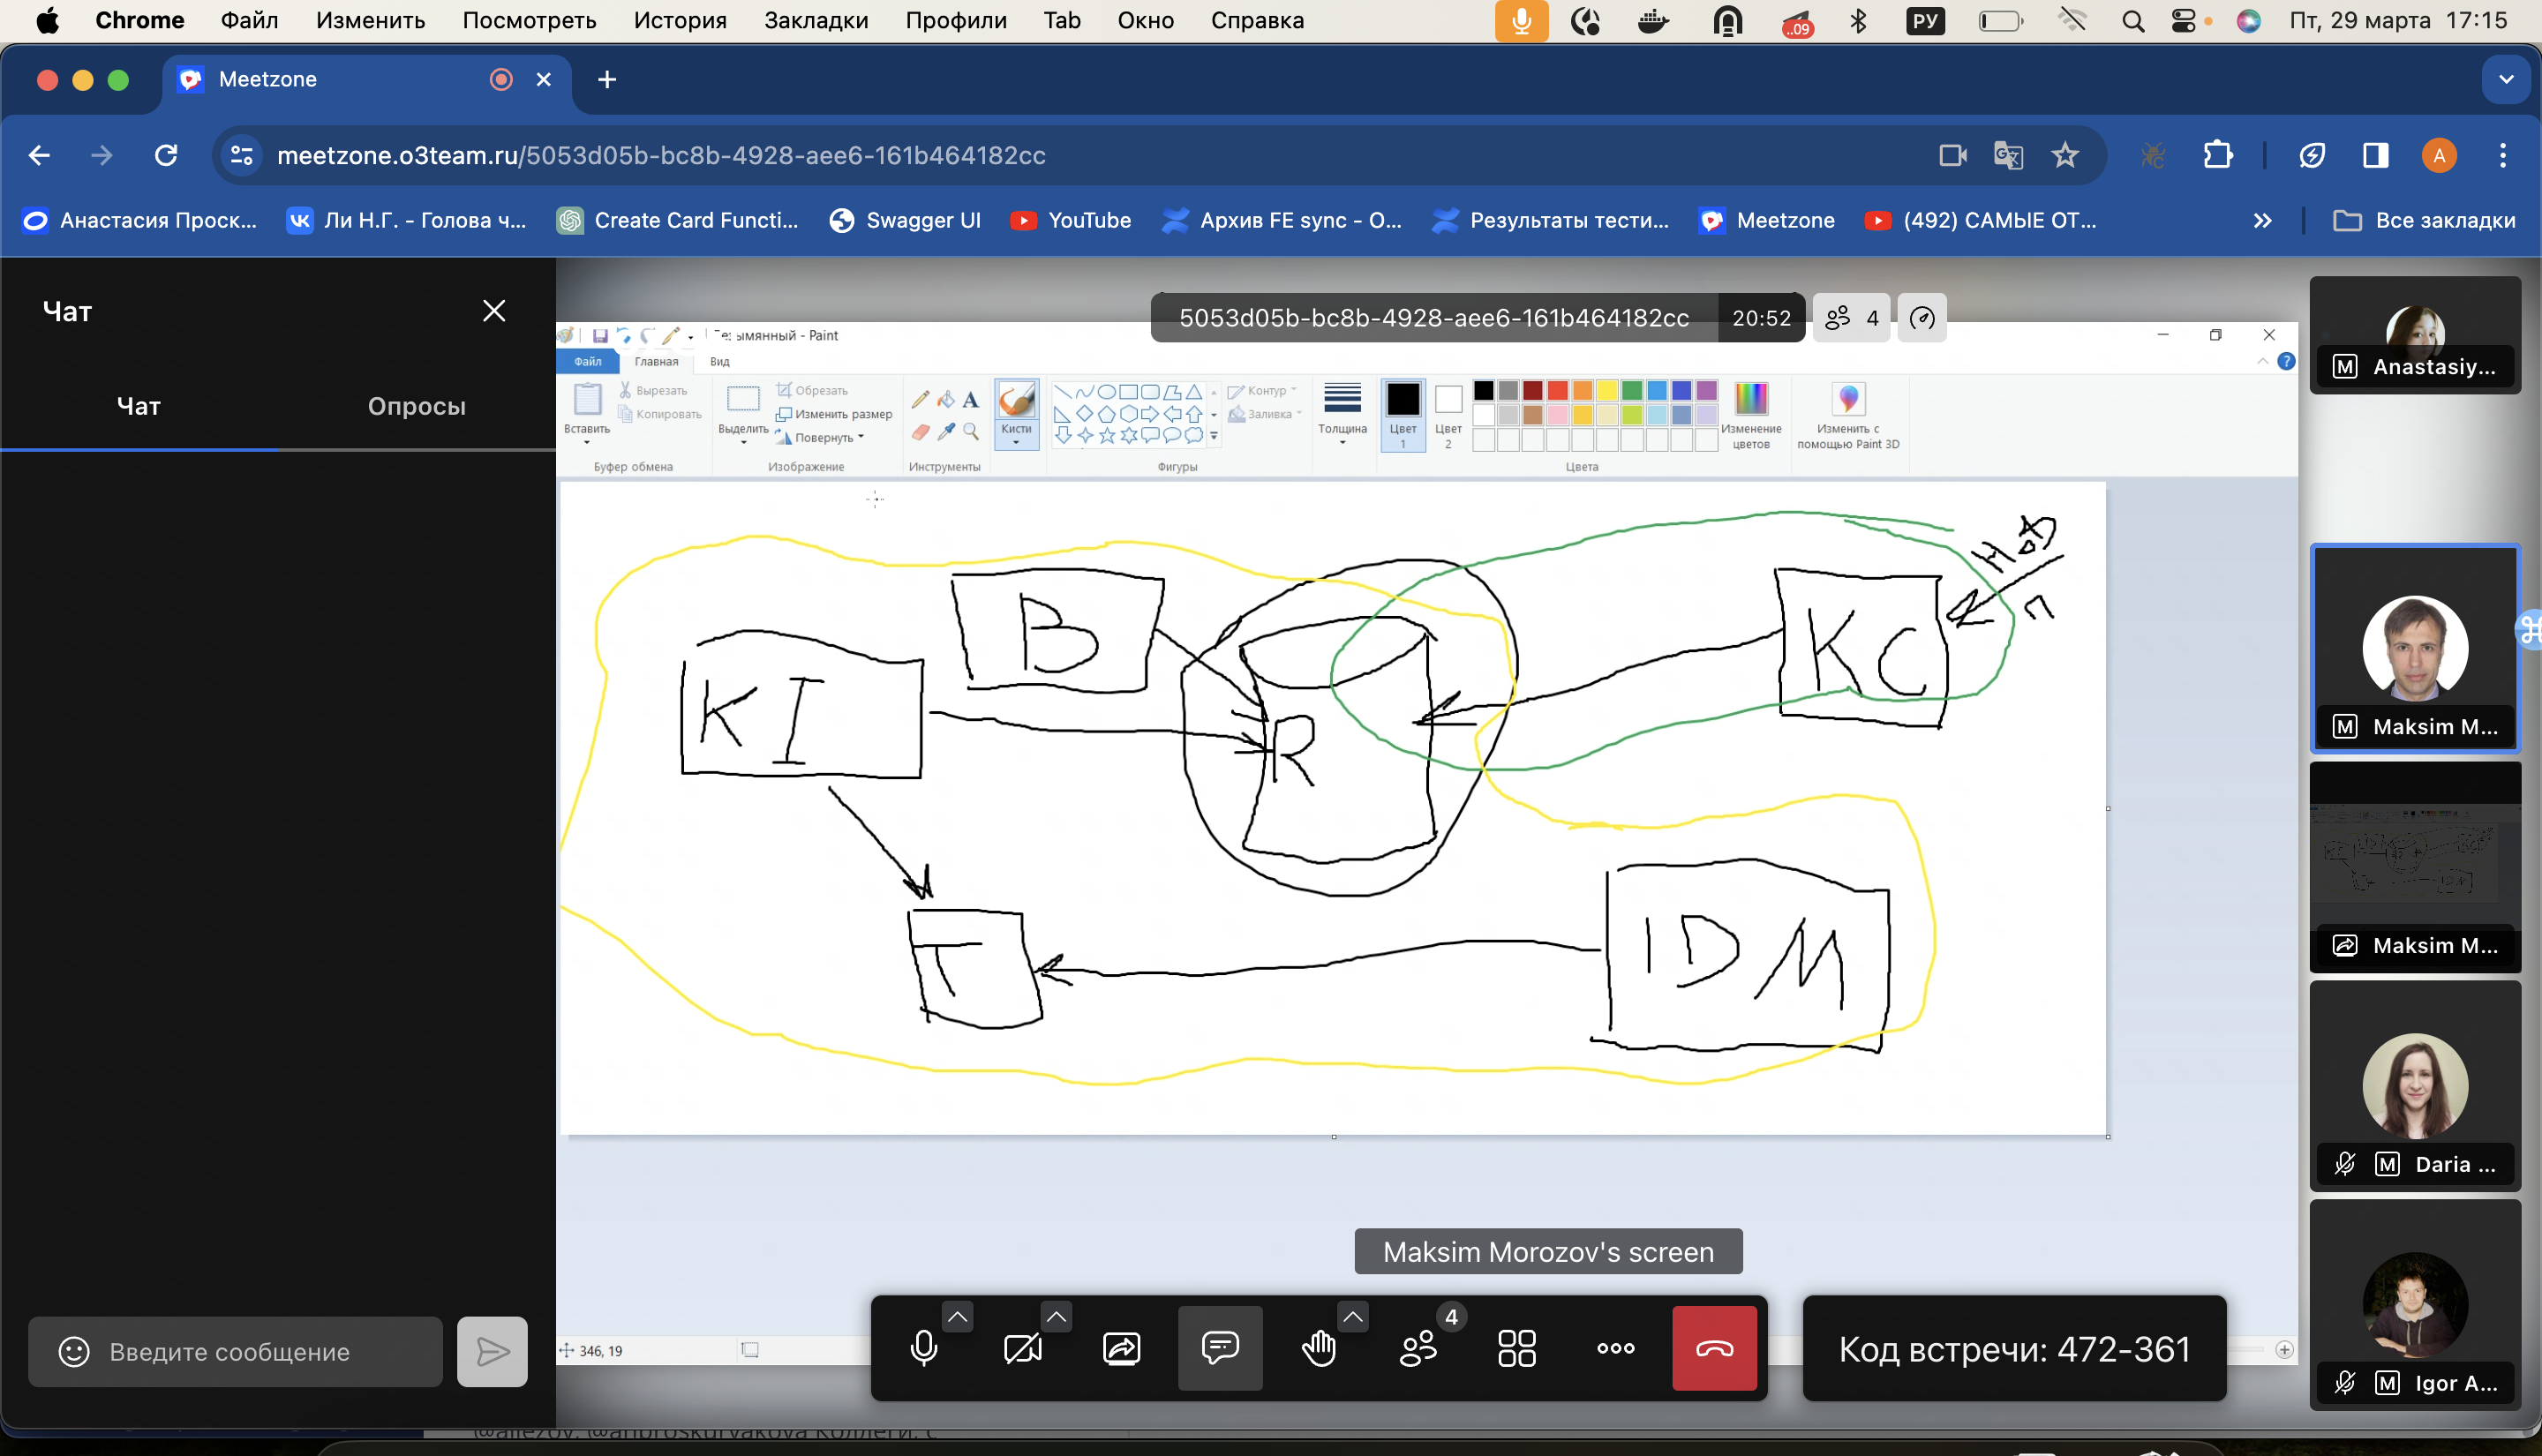 Chrome Файл Изменить Посмотреть История Закладки Профили Tab Окно Справка ..09 РУ Пт, 29 марта 17:15
Meetzone
meetzone.o3team.ru/5053d05b-bc8b-4928-aee6-161b464182cc A
Анастасия Проск... Ли Н.Г. - Голова ч... Create Card Functi... Swagger UI YouTube Архив FE sync - O... Результаты тести... Meetzone (492) САМЫЕ ОТ... Все закладки
Чат
Чат Опросы
5053d05b-bc8b-4928-aee6-161b464182cc 20:52 4
ымянный - Paint
Файл Главная Вид
Вставить
Вырезать
Копировать
Буфер обмена
Выделить
Обрезать
Изменить размер
Повернуть
Изображение
Инструменты
Кисти
Контур
Заливка
Фигуры
Толщина
Цвет 1
Цвет 2
Изменение цветов
Цвета
Изменить с помощью Paint 3D
B
KI
R
KC
П
T
IDM
346, 19
Anastasiy...
Maksim M...
Maksim M...
Daria ...
Igor A...
Maksim Morozov's screen
4
Код встречи: 472-361
Введите сообщение